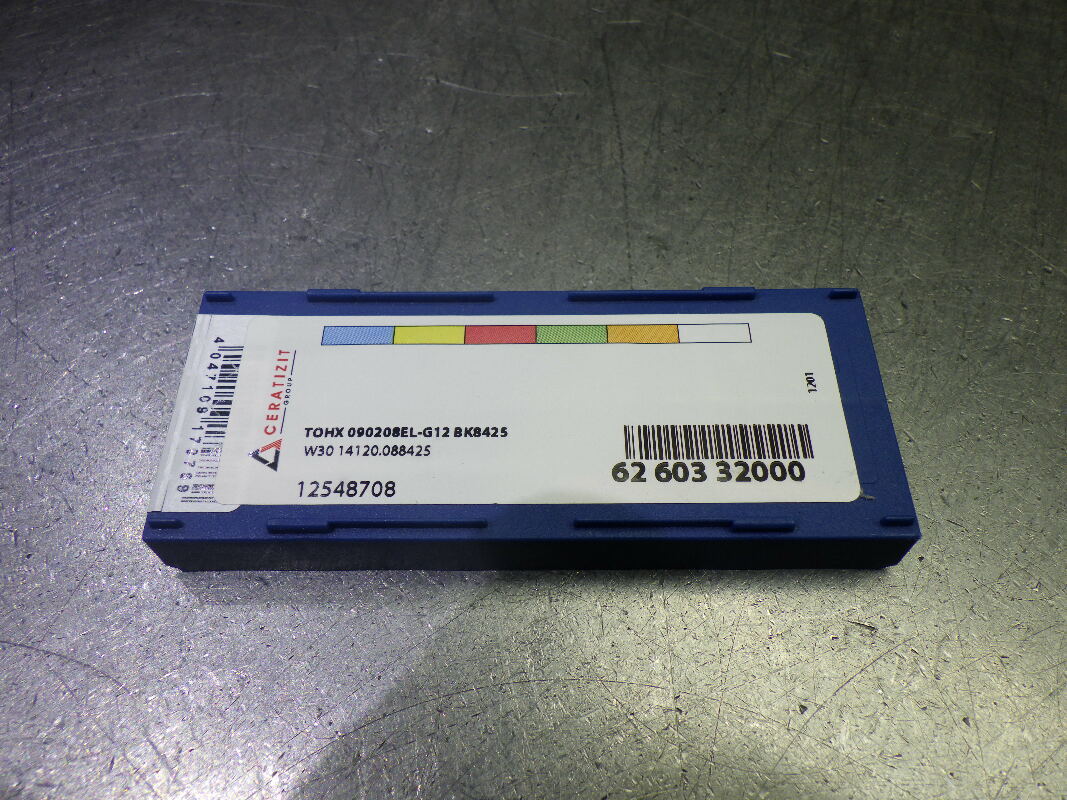 CERATIZIT
GROUP
1201
TOHX 090208EL-G12 BK8425
W30 14120.088425
12548708
62 603 32000